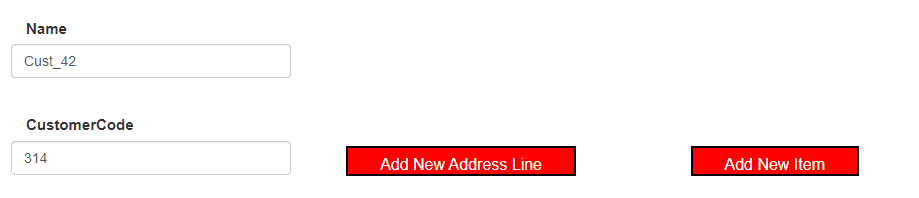 Name
Cust_42
CustomerCode
314
Add New Address Line
Add New Item